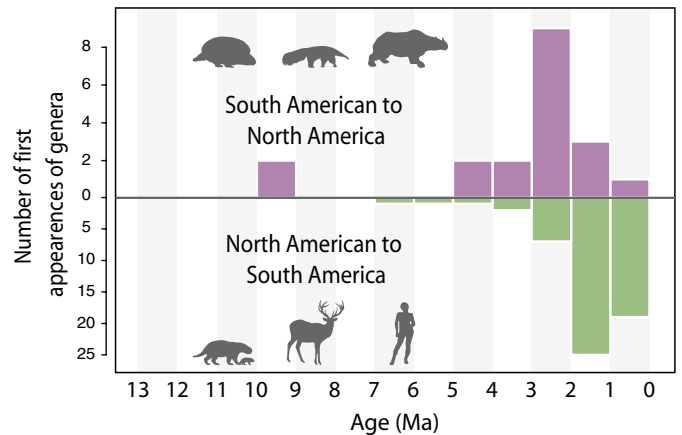 8
6
4
2
0
5
10
15
20
25
Number of first
appearences of genera
South American to
North America
North American to
South America
13 12 11 10 9 8 7 6 5 4 3 2 1 0
Age (Ma)